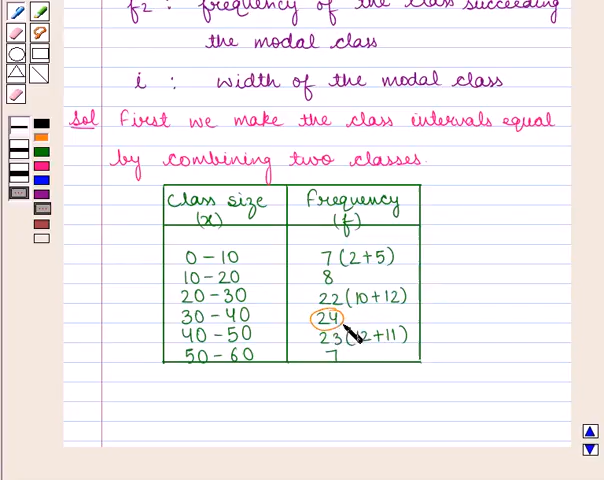 f2 : frequency of the class succeeding
the modal class
i : width of the modal class
Sol First we make the class intervals equal
by combining two classes.
Class size Frequency
(x) (f)
0 - 10 7 (2+5)
10 - 20 8
20 - 30 22 (10+12)
30 - 40 24
40 - 50 23 (12+11)
50 - 60 7